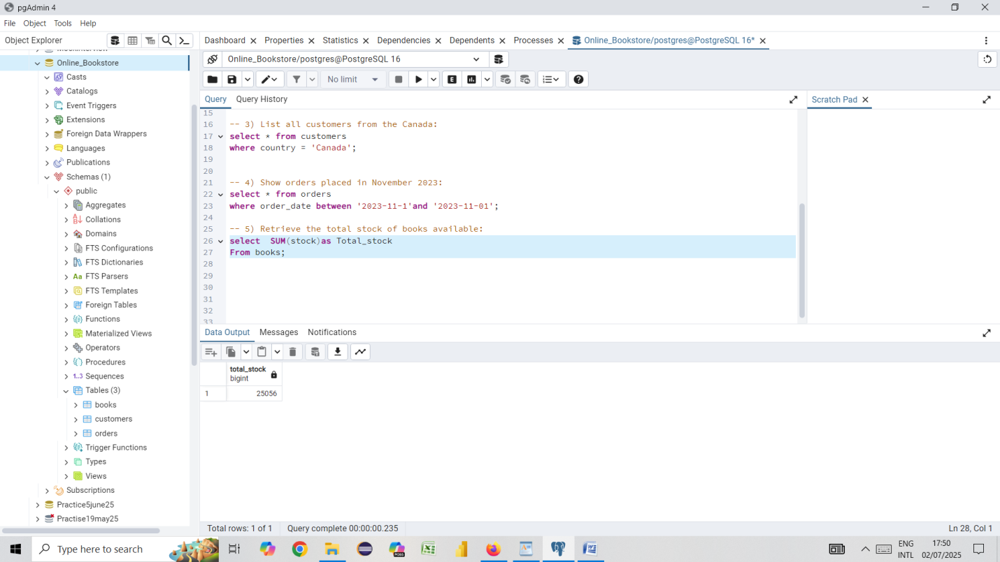 pgAdmin 4
File Object Tools Help
Object Explorer
Dashboard Properties Statistics Dependencies Dependents Processes Online_Bookstore/postgres@PostgreSQL 16*
Online_Bookstore/postgres@PostgreSQL 16
No limit
E
Query Query History
Scratch Pad
Online_Bookstore
Casts
Catalogs
Event Triggers
Extensions
Foreign Data Wrappers
Languages
Publications
Schemas (1)
public
Aggregates
Collations
Domains
FTS Configurations
FTS Dictionaries
Aa FTS Parsers
FTS Templates
Foreign Tables
Functions
Materialized Views
Operators
Procedures
1..3 Sequences
Tables (3)
books
customers
orders
Trigger Functions
Types
Views
Subscriptions
Practice5june25
Practise19may25
15
16 -- 3) List all customers from the Canada:
17 select * from customers
18 where country = 'Canada';
19
20
21 -- 4) Show orders placed in November 2023:
22 select * from orders
23 where order_date between '2023-11-1'and '2023-11-01';
24
25 -- 5) Retrieve the total stock of books available:
26 select  SUM(stock)as Total_stock
27 From books;
28
29
30
31
32
33
Data Output Messages Notifications
total_stock
bigint
1 25056
Total rows: 1 of 1 Query complete 00:00:00.235 Ln 28, Col 1
Type here to search
ENG
INTL
17:50
02/07/2025